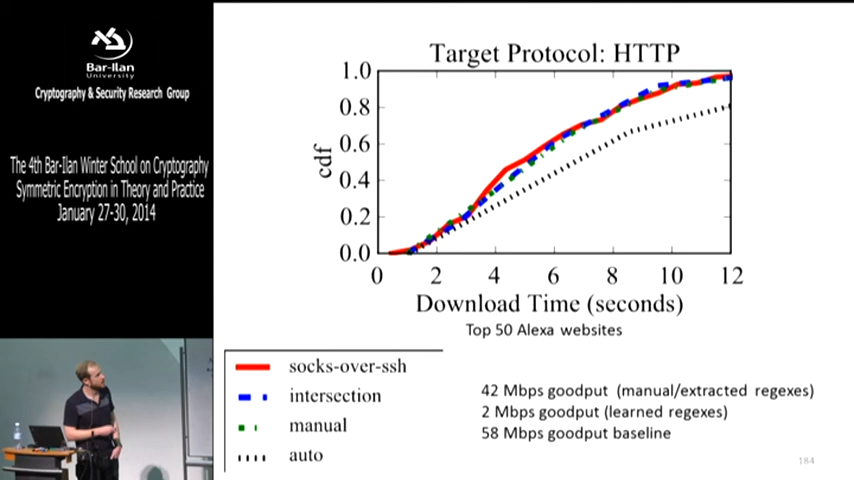 Bar-Ilan
University
Cryptography & Security Research Group
The 4th Bar-Ilan Winter School on Cryptography
Symmetric Encryption in Theory and Practice
January 27-30, 2014
Target Protocol: HTTP
cdf
1.0
0.8
0.6
0.4
0.2
0.0
0 2 4 6 8 10 12
Download Time (seconds)
Top 50 Alexa websites
socks-over-ssh
intersection
manual
auto
42 Mbps goodput (manual/extracted regexes)
2 Mbps goodput (learned regexes)
58 Mbps goodput baseline
184